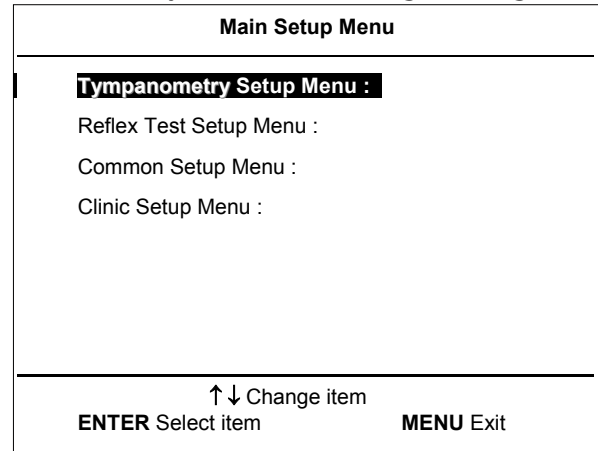 Main Setup Menu
Tympanometry Setup Menu :
Reflex Test Setup Menu :
Common Setup Menu :
Clinic Setup Menu :
↑↓ Change item
ENTER Select item MENU Exit